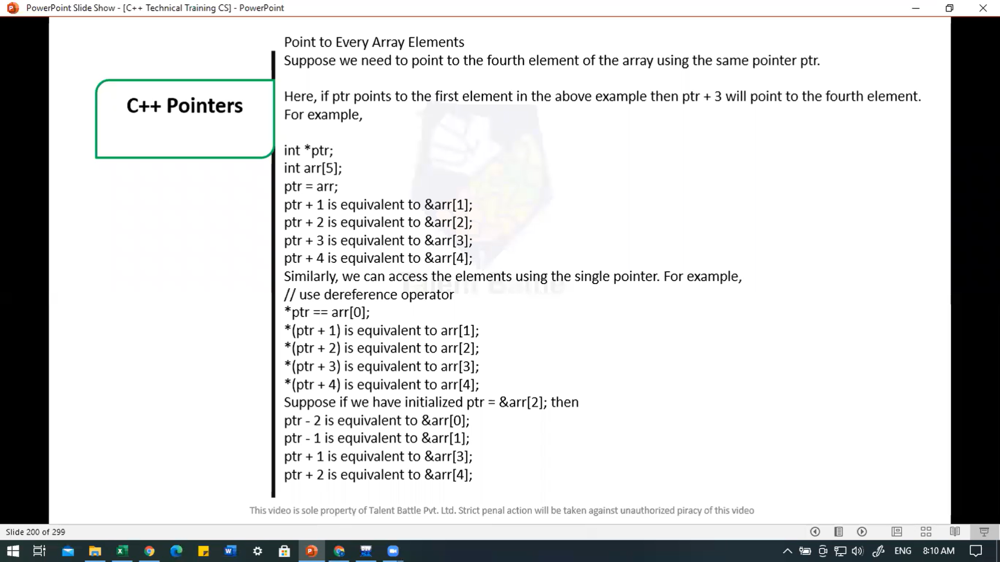 PowerPoint Slide Show - [C++ Technical Training CS] - PowerPoint
C++ Pointers
Point to Every Array Elements
Suppose we need to point to the fourth element of the array using the same pointer ptr.
Here, if ptr points to the first element in the above example then ptr + 3 will point to the fourth element.
For example,
int *ptr;
int arr[5];
ptr = arr;
ptr + 1 is equivalent to &arr[1];
ptr + 2 is equivalent to &arr[2];
ptr + 3 is equivalent to &arr[3];
ptr + 4 is equivalent to &arr[4];
Similarly, we can access the elements using the single pointer. For example,
// use dereference operator
*ptr == arr[0];
*(ptr + 1) is equivalent to arr[1];
*(ptr + 2) is equivalent to arr[2];
*(ptr + 3) is equivalent to arr[3];
*(ptr + 4) is equivalent to arr[4];
Suppose if we have initialized ptr = &arr[2]; then
ptr - 2 is equivalent to &arr[0];
ptr - 1 is equivalent to &arr[1];
ptr + 1 is equivalent to &arr[3];
ptr + 2 is equivalent to &arr[4];
Talent Battle
This video is sole property of Talent Battle Pvt. Ltd. Strict penal action will be taken against unauthorized piracy of this video
Slide 200 of 299
DEV
ENG
8:10 AM